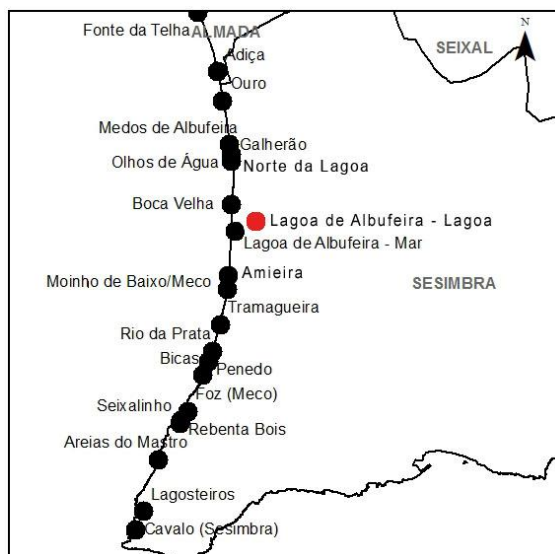 Fonte da Telha
ALMADA
N
SEIXAL
Adiça
Ouro
Medos de Albufeira
Galherão
Olhos de Água
Norte da Lagoa
Boca Velha
Lagoa de Albufeira - Lagoa
Lagoa de Albufeira - Mar
Amieira
Moinho de Baixo/Meco
SESIMBRA
Tramagueira
Rio da Prata
Bicas
Penedo
Foz (Meco)
Seixalinho
Rebenta Bois
Areias do Mastro
Lagosteiros
Cavalo (Sesimbra)